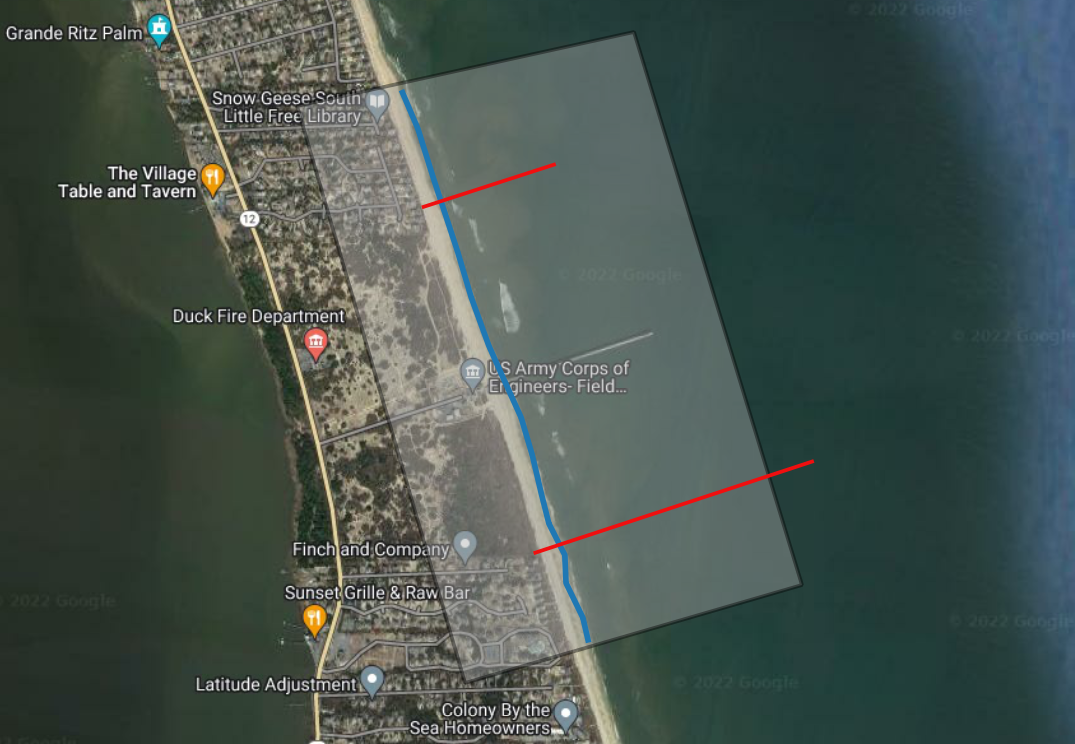 © 2022 Google
Grande Ritz Palm
Snow Geese South
Little Free Library
The Village
Table and Tavern
12
© 2022 Google
Duck Fire Department
© 2022 Google
US Army Corps of
Engineers- Field...
Finch and Company
Sunset Grille & Raw Bar
2022 Google
© 2022 Google
Latitude Adjustment
© 2022 Google
Colony By the
Sea Homeowners
2022 Google